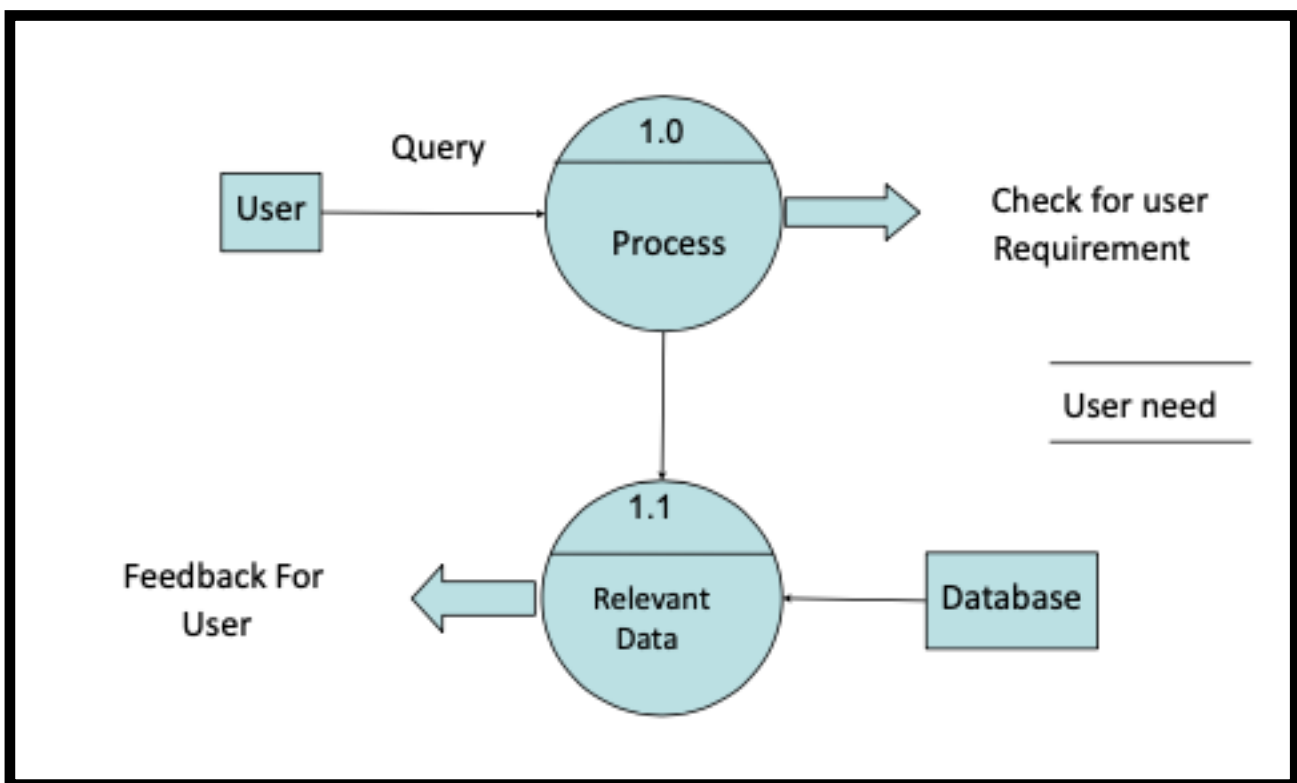 Query
User
1.0
Process
Check for user
Requirement
User need
1.1
Relevant
Data
Feedback For
User
Database